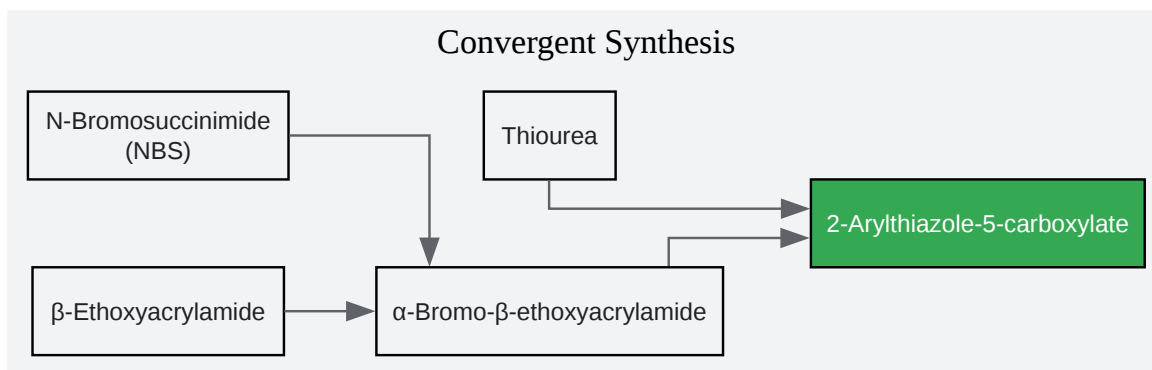 Convergent Synthesis
N-Bromosuccinimide
(NBS)
Thiourea
2-Arylthiazole-5-carboxylate
β-Ethoxyacrylamide
α-Bromo-β-ethoxyacrylamide